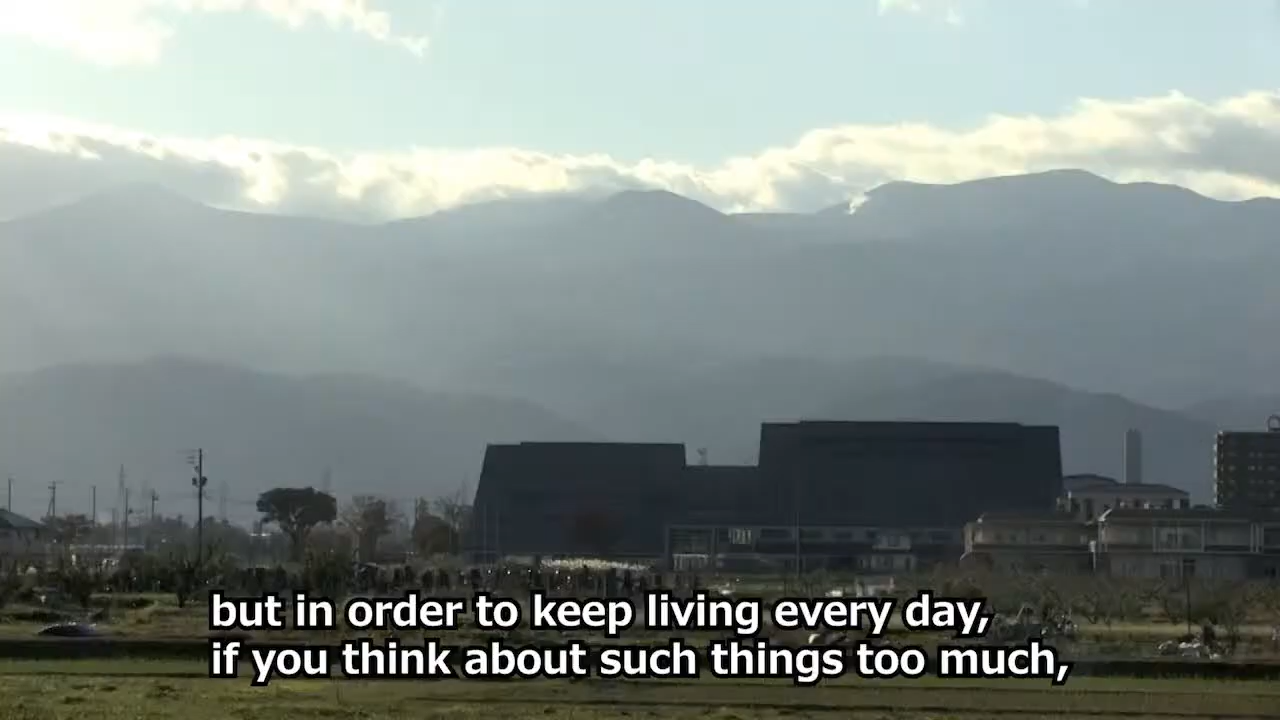 but in order to keep living every day,
if you think about such things too much,